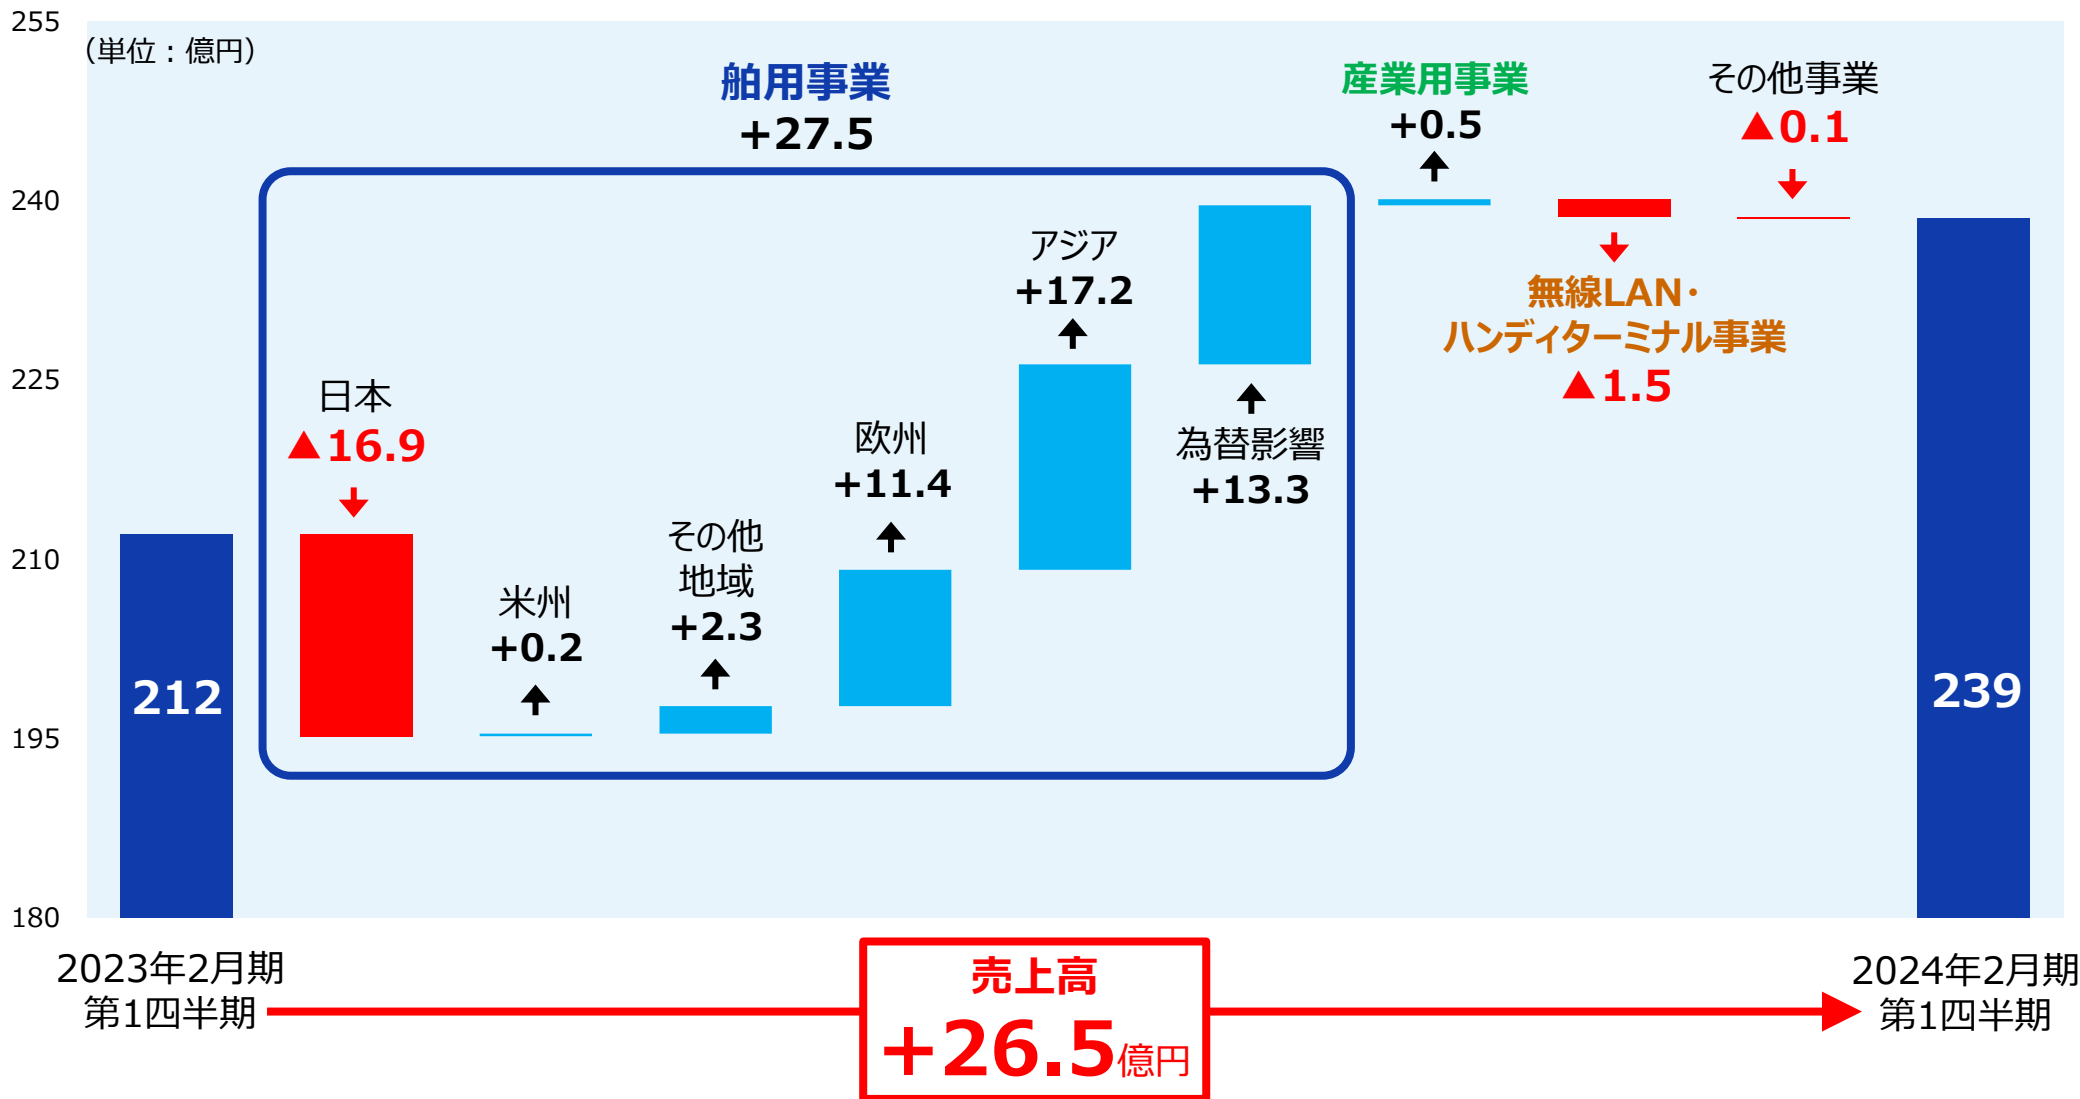 255
240
225
210
195
180
（単位：億円）
舶用事業
+27.5
産業用事業
+0.5
その他事業
▲0.1
日本
▲16.9
米州
+0.2
その他
地域
+2.3
欧州
+11.4
アジア
+17.2
為替影響
+13.3
無線LAN・
ハンディターミナル事業
▲1.5
212
239
2023年2月期
第1四半期
売上高
+26.5億円
2024年2月期
第1四半期